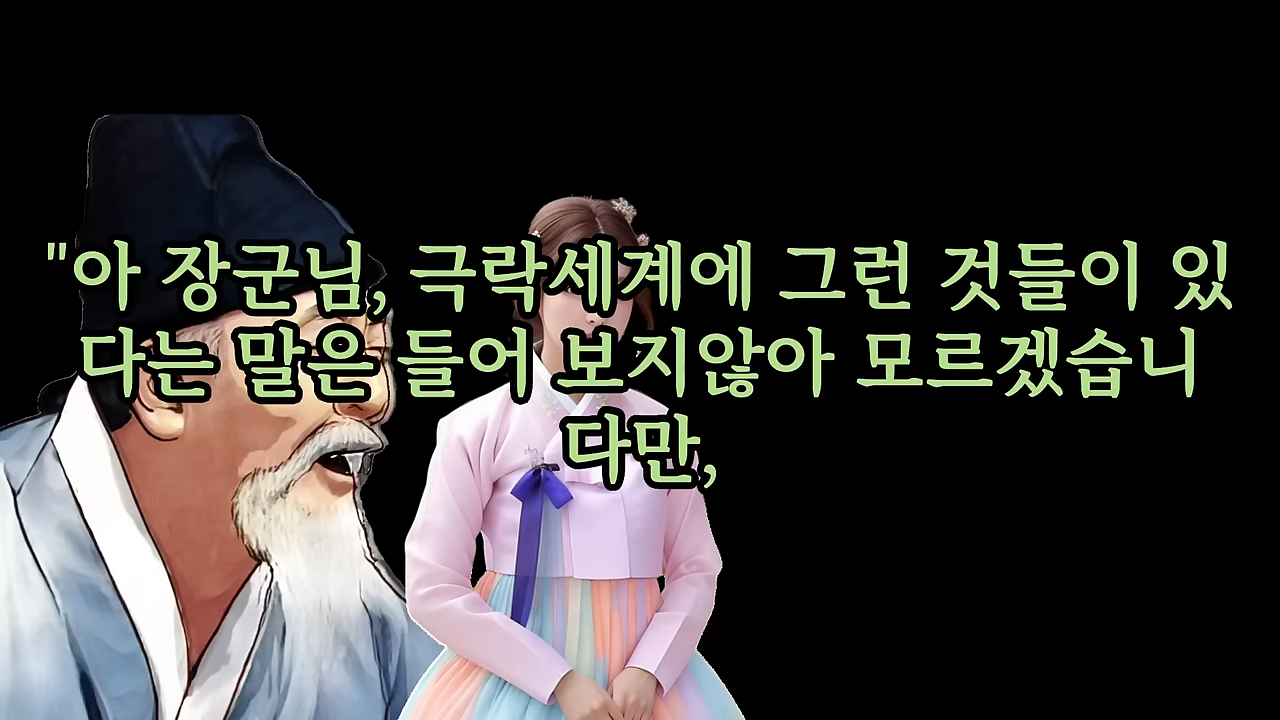 "아 장군님, 극락세계에 그런 것들이 있
다는 말은 들어 보지않아 모르겠습니
다만,